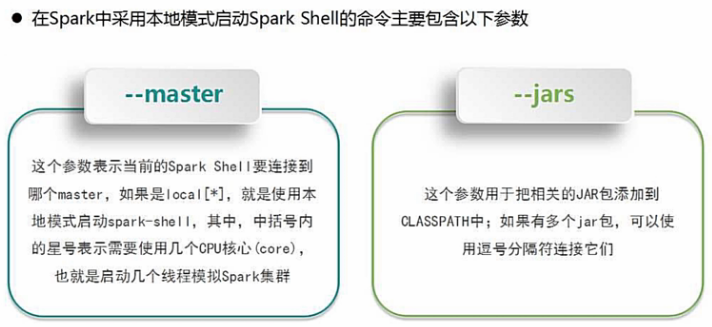 ● 在Spark中采用本地模式启动Spark Shell的命令主要包含以下参数
--master
这个参数表示当前的Spark Shell要连接到
哪个master，如果是local[*]，就是使用本
地模式启动spark-shell，其中，中括号内
的星号表示需要使用几个CPU核心(core)，
也就是启动几个线程模拟Spark集群
--jars
这个参数用于把相关的JAR包添加到
CLASSPATH中；如果有多个jar包，可以使
用逗号分隔符连接它们